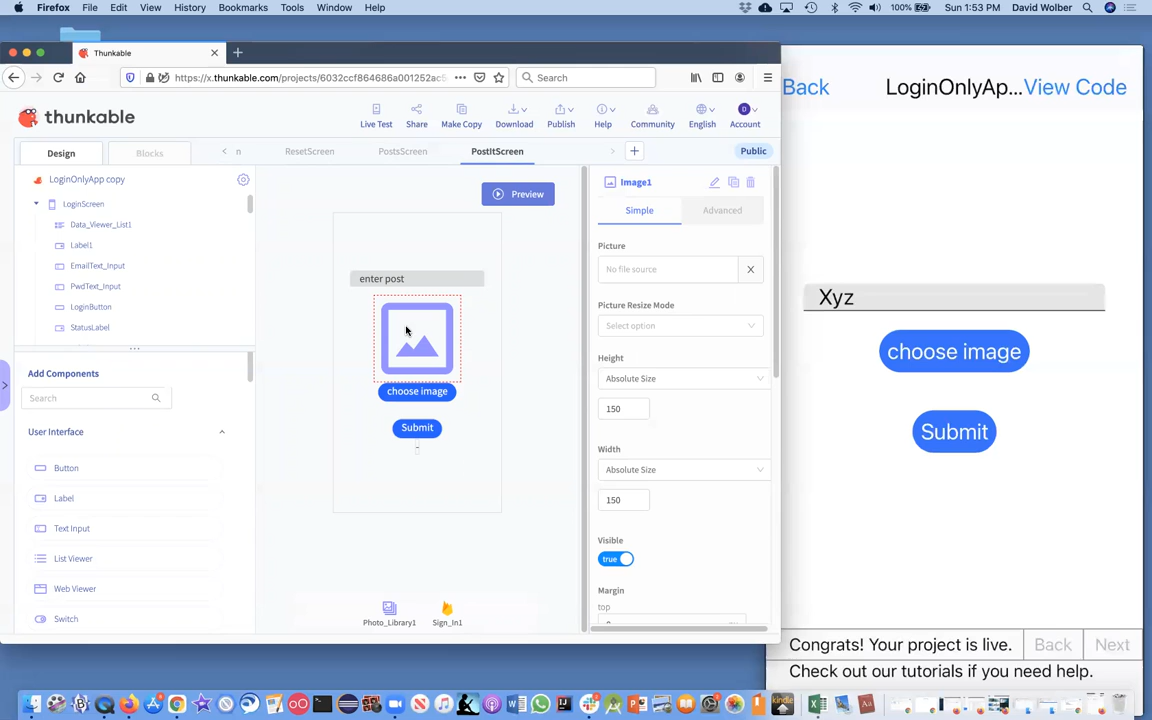 Firefox File Edit View History Bookmarks Tools Window Help 100% Sun 1:53 PM David Wolber
Thunkable
https://x.thunkable.com/projects/6032ccf864686a001252ac5 Search
thunkable
Live Test Share Make Copy Download Publish Help Community English Account
D
Design Blocks n ResetScreen PostsScreen PostItScreen Public
LoginOnlyApp copy
LoginScreen
Data_Viewer_List1
Label1
EmailText_Input
PwdText_Input
LoginButton
StatusLabel
Add Components
Search
User Interface
Button
Label
Text Input
List Viewer
Web Viewer
Switch
Preview
enter post
choose image
Submit
Photo_Library1 Sign_In1
Image1
Simple Advanced
Picture
No file source X
Picture Resize Mode
Select option
Height
Absolute Size
150
Width
Absolute Size
150
Visible
true
Margin
top
Back LoginOnlyAp...View Code
Xyz
choose image
Submit
Congrats! Your project is live. Back Next
Check out our tutorials if you need help.
kindle